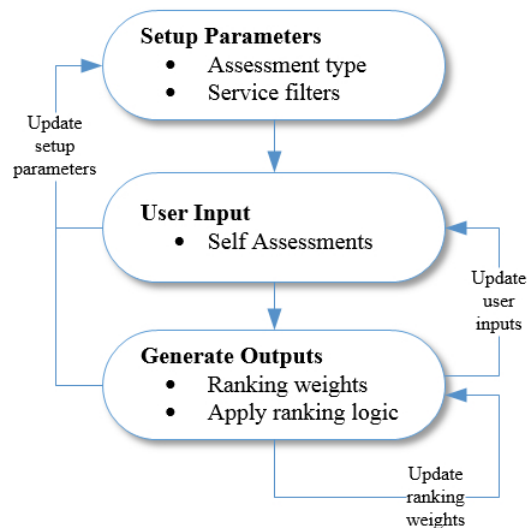 Setup Parameters
• Assessment type
• Service filters
Update
setup
parameters
User Input
• Self Assessments
Update
user
inputs
Generate Outputs
• Ranking weights
• Apply ranking logic
Update
ranking
weights